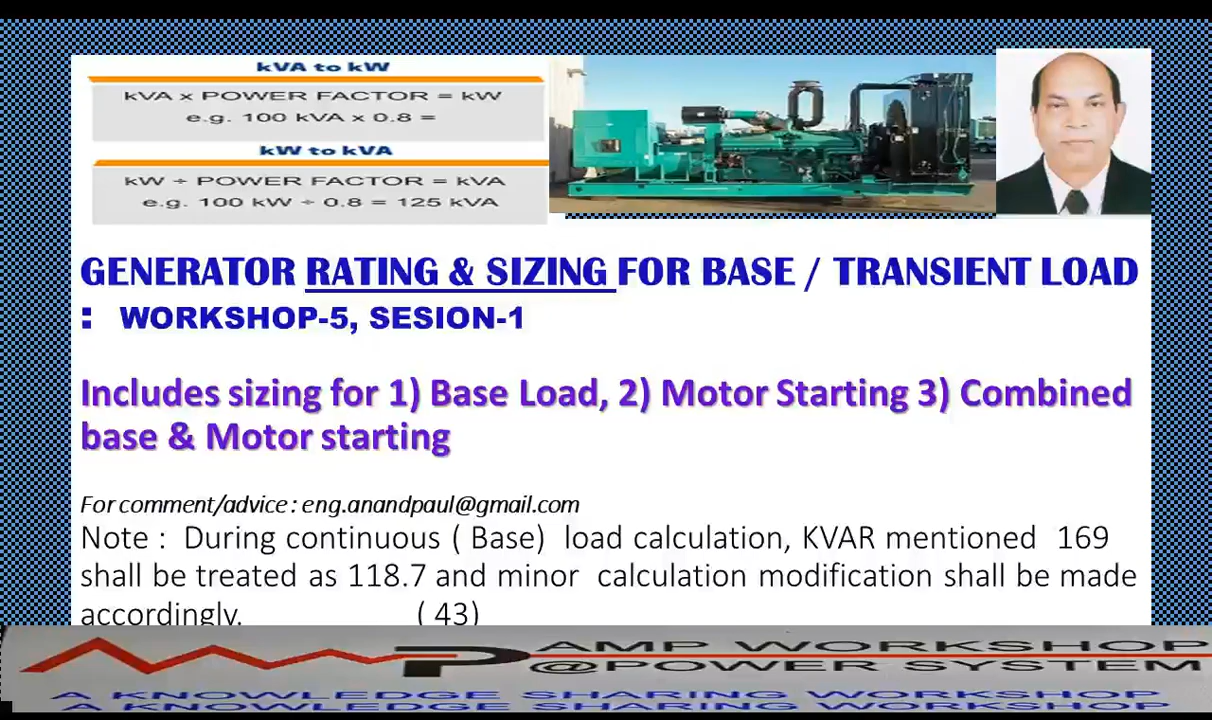 kVA to kW
kVA x POWER FACTOR = kW
e.g. 100 kVA x 0.8 =
kW to kVA
kW ÷ POWER FACTOR = kVA
e.g. 100 kW ÷ 0.8 = 125 kVA
GENERATOR RATING & SIZING FOR BASE / TRANSIENT LOAD
: WORKSHOP-5, SESION-1
Includes sizing for 1) Base Load, 2) Motor Starting 3) Combined
base & Motor starting
For comment/advice : eng.anandpaul@gmail.com
Note : During continuous ( Base) load calculation, KVAR mentioned 169
shall be treated as 118.7 and minor calculation modification shall be made
accordingly. ( 43)
P AMP WORKSHOP
@POWER SYSTEM
A KNOWLEDGE SHARING WORKSHOP